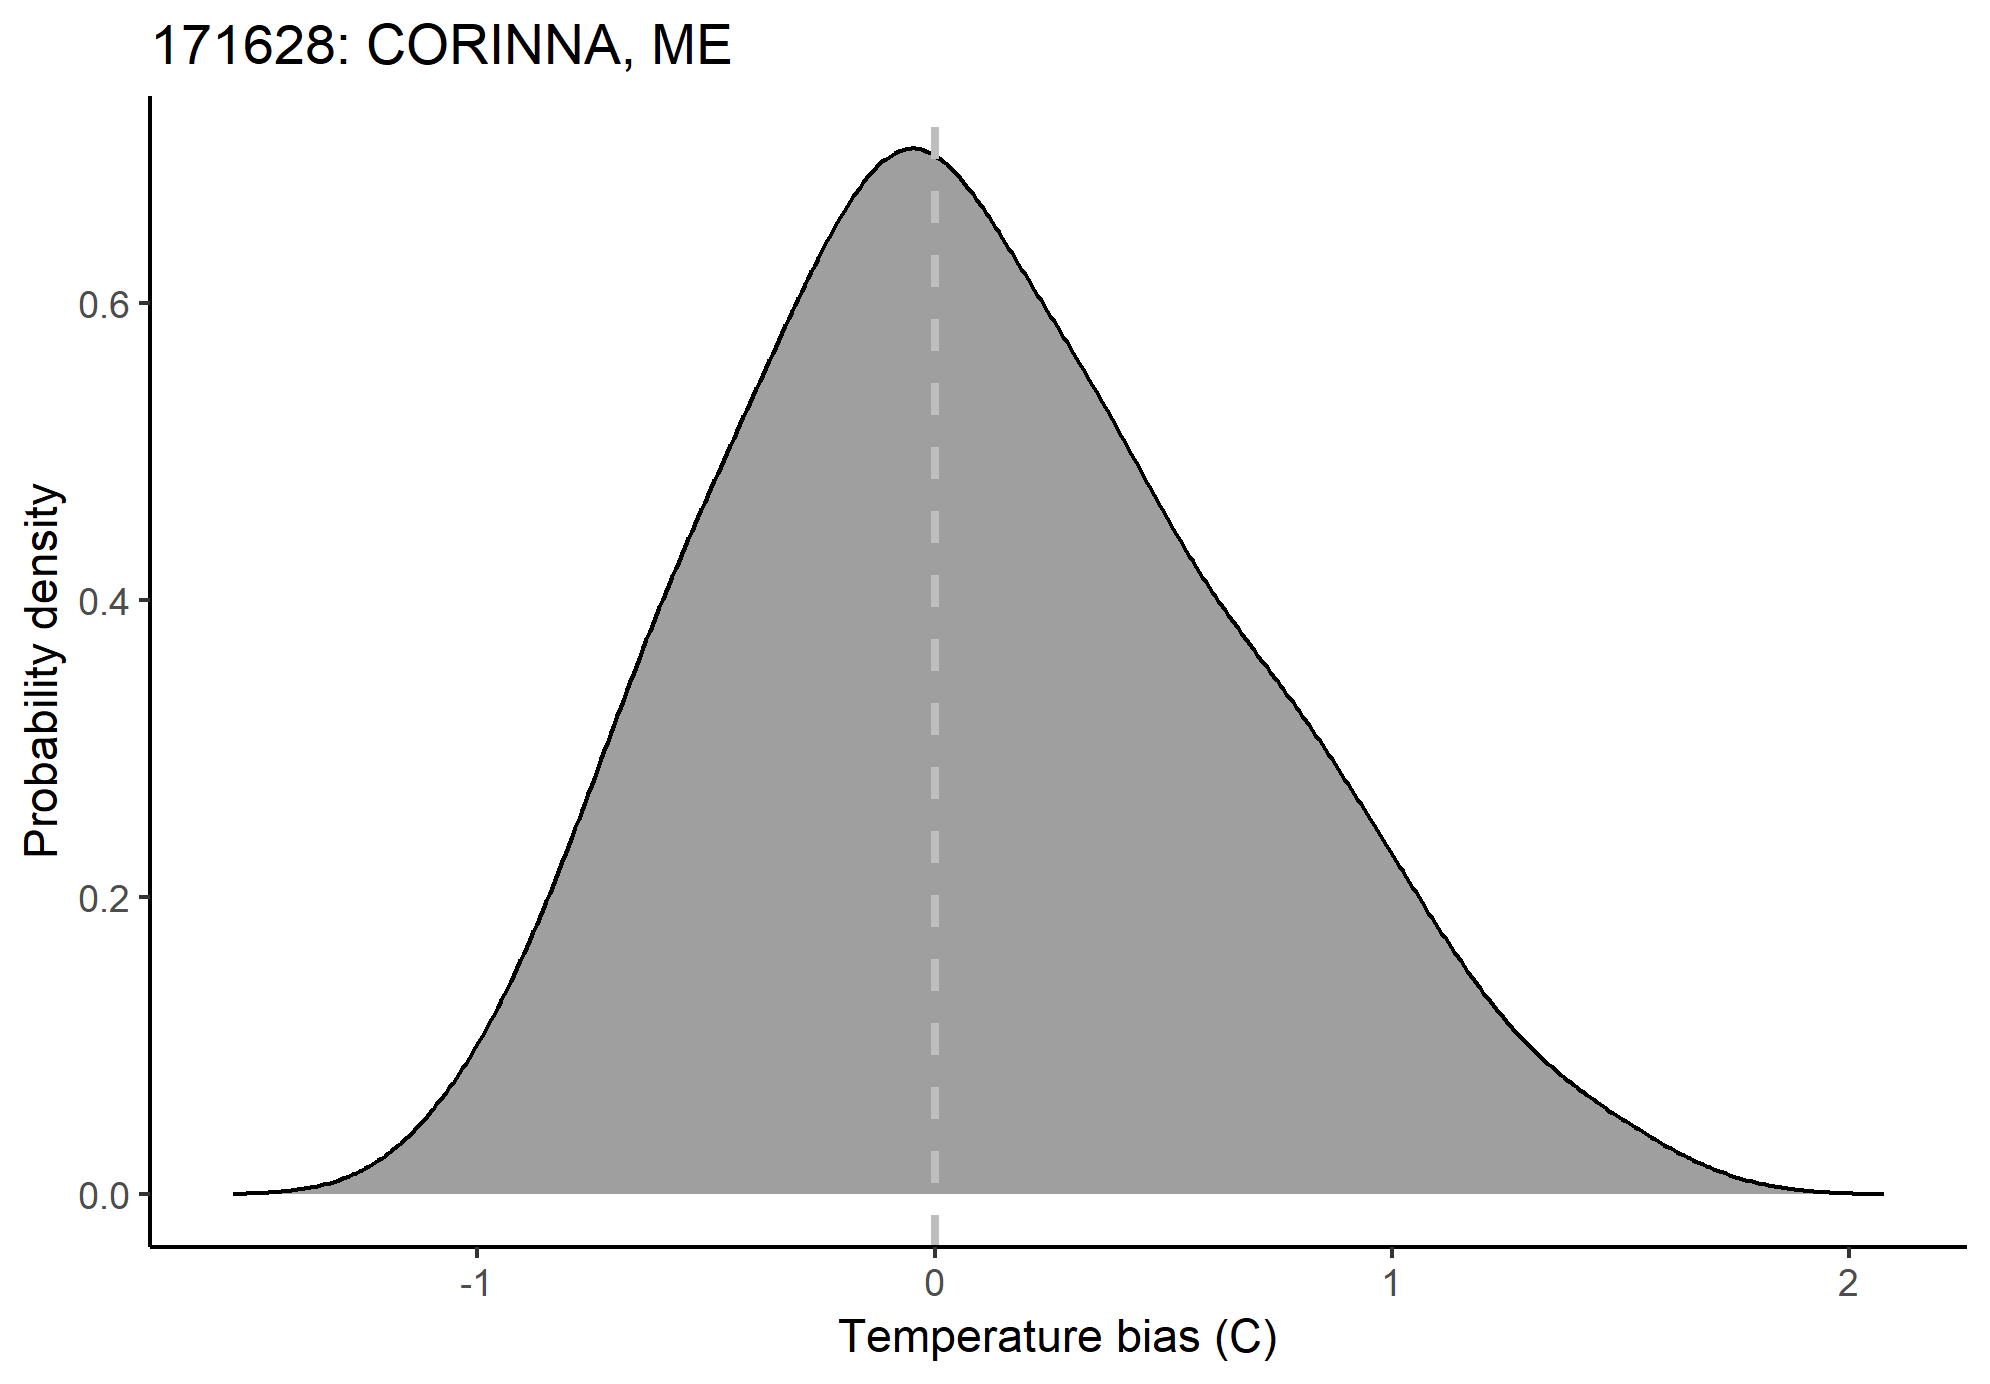 171628: CORINNA, ME
Probability density
0.6
0.4
0.2
0.0
-1 0 1 2
Temperature bias (C)